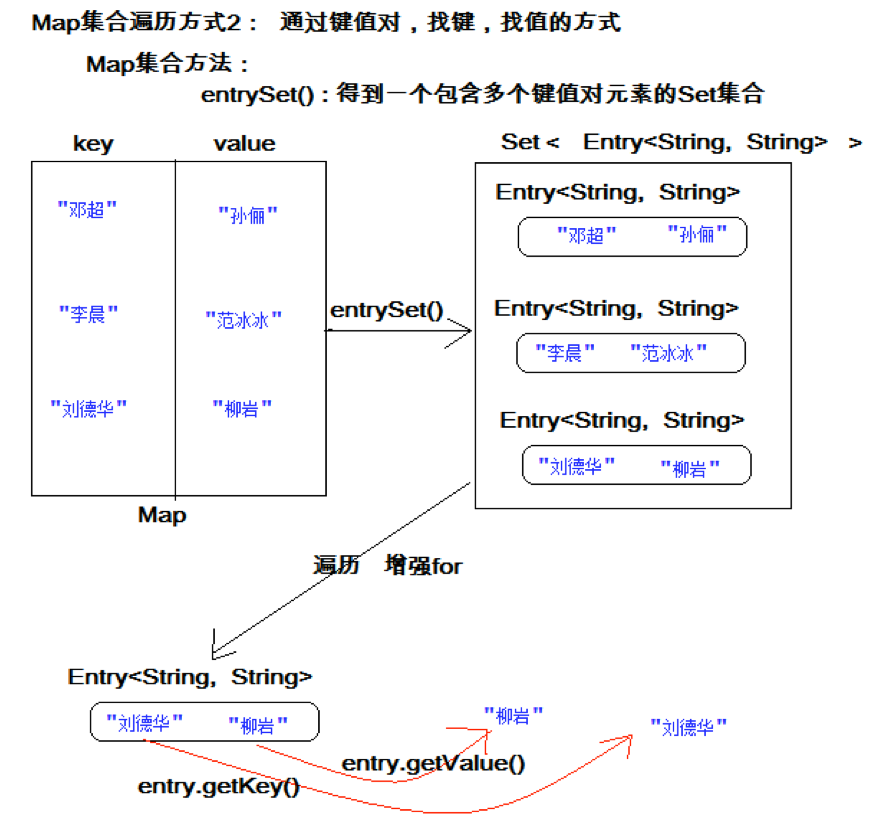 Map集合遍历方式2： 通过键值对，找键，找值的方式
Map集合方法：
entrySet()：得到一个包含多个键值对元素的Set集合
key value
Set < Entry<String, String> >
"邓超" "孙俪"
"李晨" "范冰冰"
"刘德华" "柳岩"
Map
entrySet()
Entry<String, String>
"邓超" "孙俪"
Entry<String, String>
"李晨" "范冰冰"
Entry<String, String>
"刘德华" "柳岩"
遍历 增强for
Entry<String, String>
"刘德华" "柳岩"
"柳岩"
"刘德华"
entry.getValue()
entry.getKey()